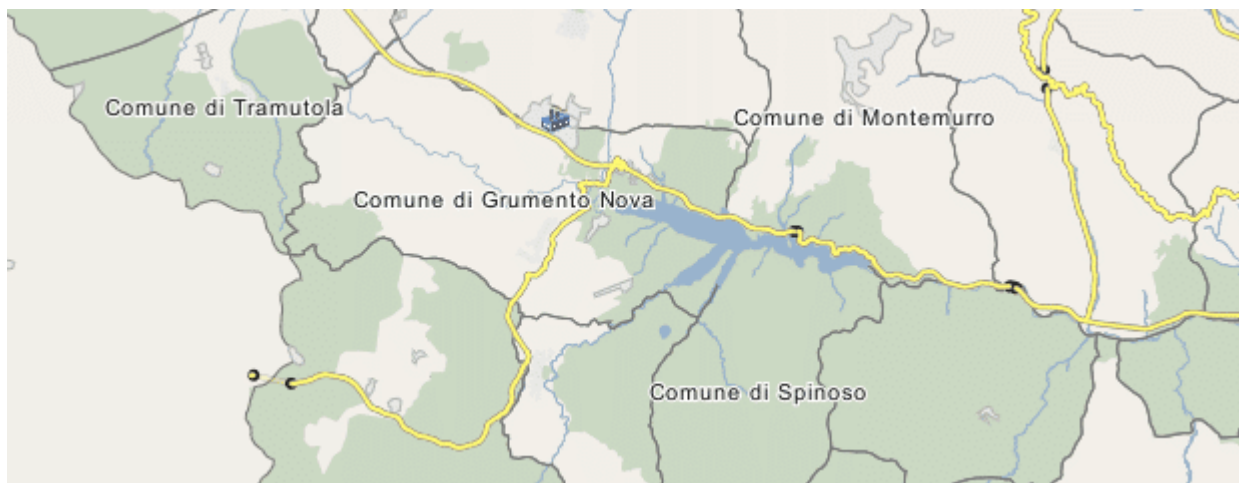 Comune di Tramutola
Comune di Montemurro
Comune di Grumento Nova
Comune di Spinoso